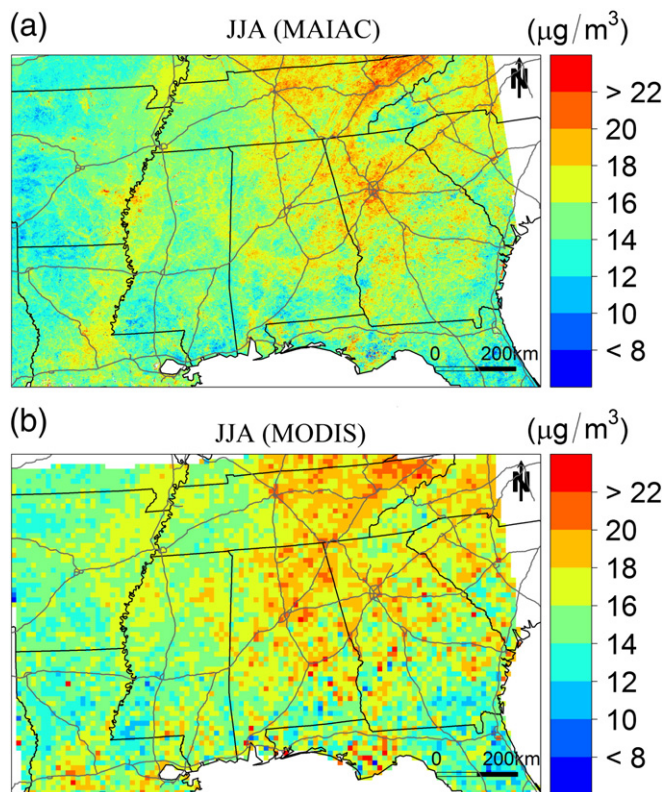 (a)
JJA (MAIAC)
(μg/m³)
N
> 22
20
18
16
14
12
10
< 8
0 200km
(b)
JJA (MODIS)
(μg/m³)
N
> 22
20
18
16
14
12
10
< 8
0 200km